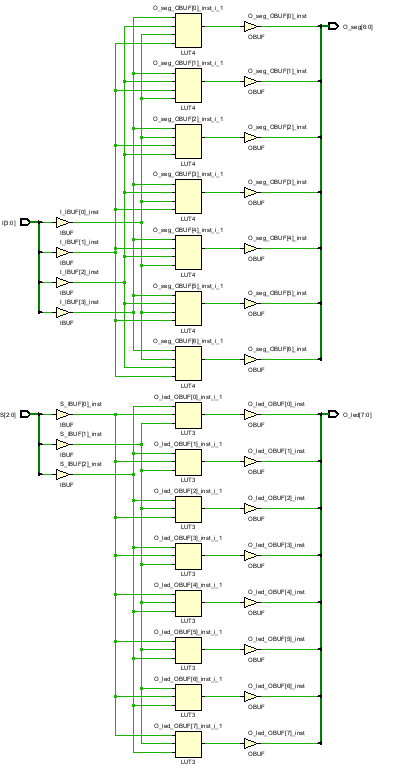 O_seg_OBUF[0]_inst_i_1
O_seg_OBUF[0]_inst
O_seg[6:0]
LUT4
OBUF
O_seg_OBUF[1]_inst_i_1
O_seg_OBUF[1]_inst
LUT4
OBUF
O_seg_OBUF[2]_inst_i_1
O_seg_OBUF[2]_inst
LUT4
OBUF
O_seg_OBUF[3]_inst_i_1
O_seg_OBUF[3]_inst
LUT4
OBUF
I[3:0]
I_IBUF[0]_inst
IBUF
O_seg_OBUF[4]_inst_i_1
O_seg_OBUF[4]_inst
I_IBUF[1]_inst
IBUF
LUT4
OBUF
I_IBUF[2]_inst
IBUF
O_seg_OBUF[5]_inst_i_1
O_seg_OBUF[5]_inst
I_IBUF[3]_inst
IBUF
LUT4
OBUF
O_seg_OBUF[6]_inst_i_1
O_seg_OBUF[6]_inst
LUT4
OBUF
O_led_OBUF[0]_inst_i_1
S[2:0]
S_IBUF[0]_inst
O_led_OBUF[0]_inst
O_led[7:0]
IBUF
LUT3
OBUF
S_IBUF[1]_inst
IBUF
O_led_OBUF[1]_inst_i_1
O_led_OBUF[1]_inst
S_IBUF[2]_inst
IBUF
LUT3
OBUF
O_led_OBUF[2]_inst_i_1
O_led_OBUF[2]_inst
LUT3
OBUF
O_led_OBUF[3]_inst_i_1
O_led_OBUF[3]_inst
LUT3
OBUF
O_led_OBUF[4]_inst_i_1
O_led_OBUF[4]_inst
LUT3
OBUF
O_led_OBUF[5]_inst_i_1
O_led_OBUF[5]_inst
LUT3
OBUF
O_led_OBUF[6]_inst_i_1
O_led_OBUF[6]_inst
LUT3
OBUF
O_led_OBUF[7]_inst_i_1
O_led_OBUF[7]_inst
LUT3
OBUF